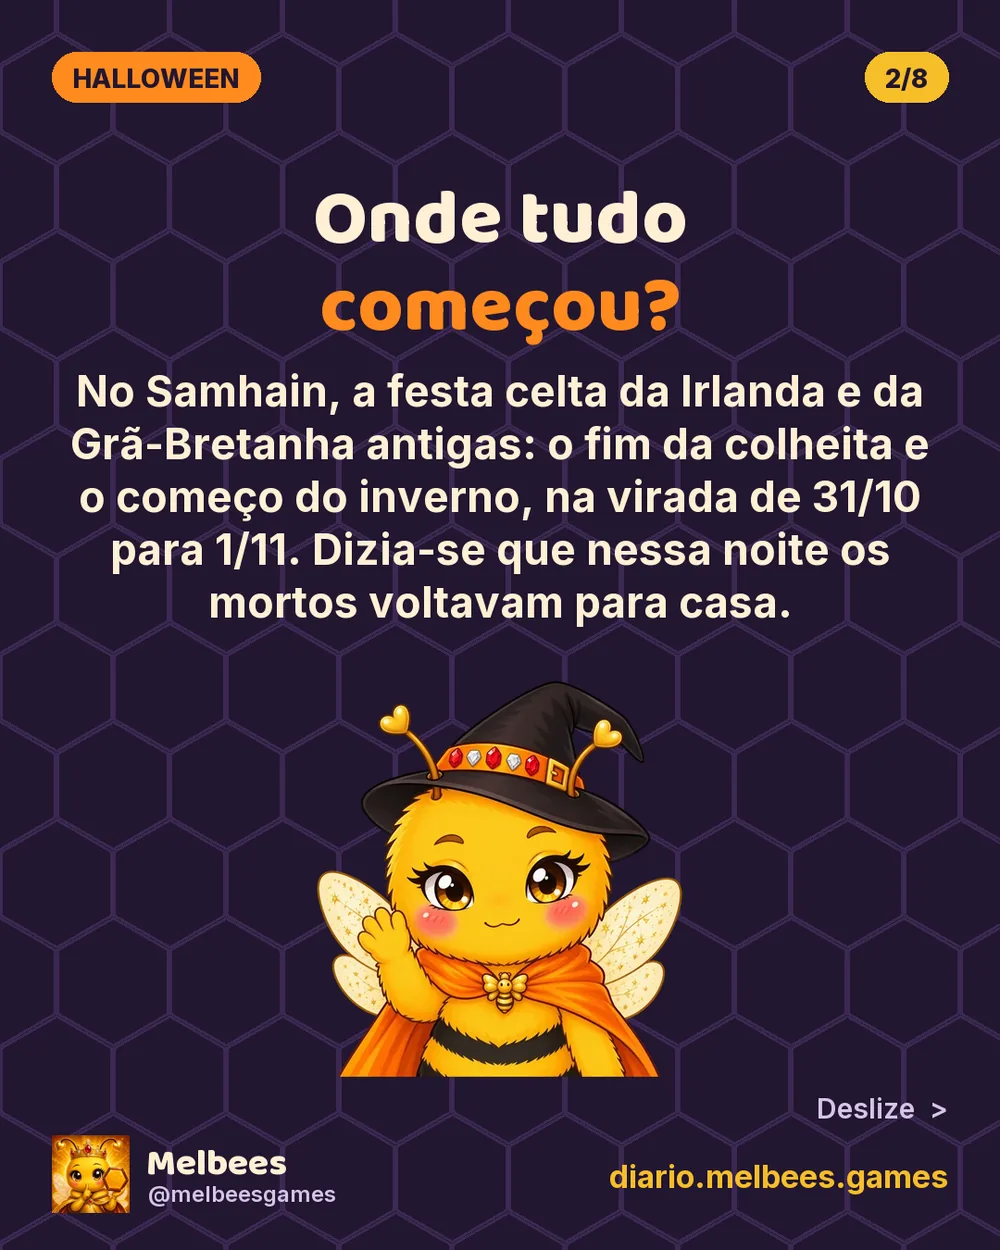 HALLOWEEN
2/8
Onde tudo
começou?
No Samhain, a festa celta da Irlanda e da
Grã-Bretanha antigas: o fim da colheita e
o começo do inverno, na virada de 31/10
para 1/11. Dizia-se que nessa noite os
mortos voltavam para casa.
Deslize >
Melbees
@melbeesgames
diario.melbees.games